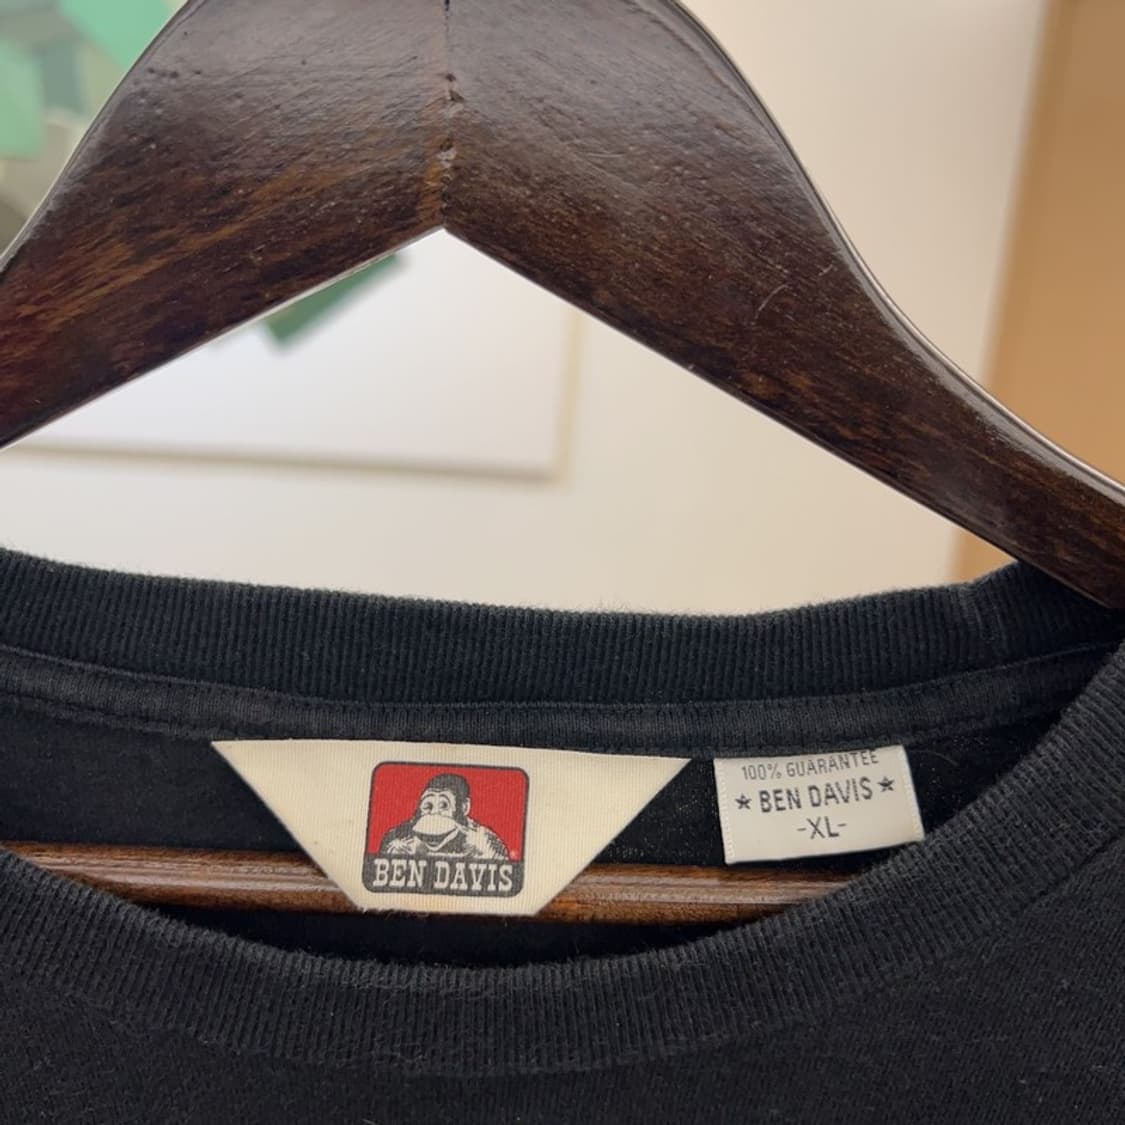 BEN DAVIS
100% GUARANTEE
★ BEN DAVIS ★
-XL-